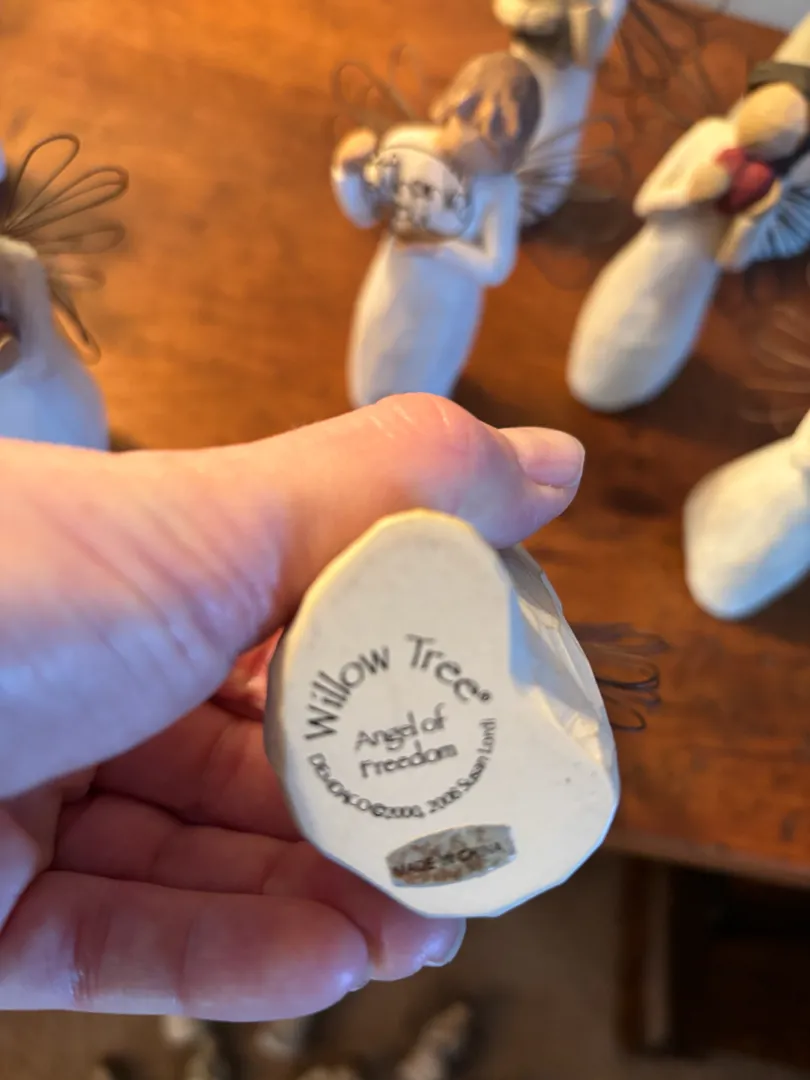 Willow Tree®
Angel of
Freedom
DEMDACO ©2000, 2006 Susan Lordi
MADE IN CHINA